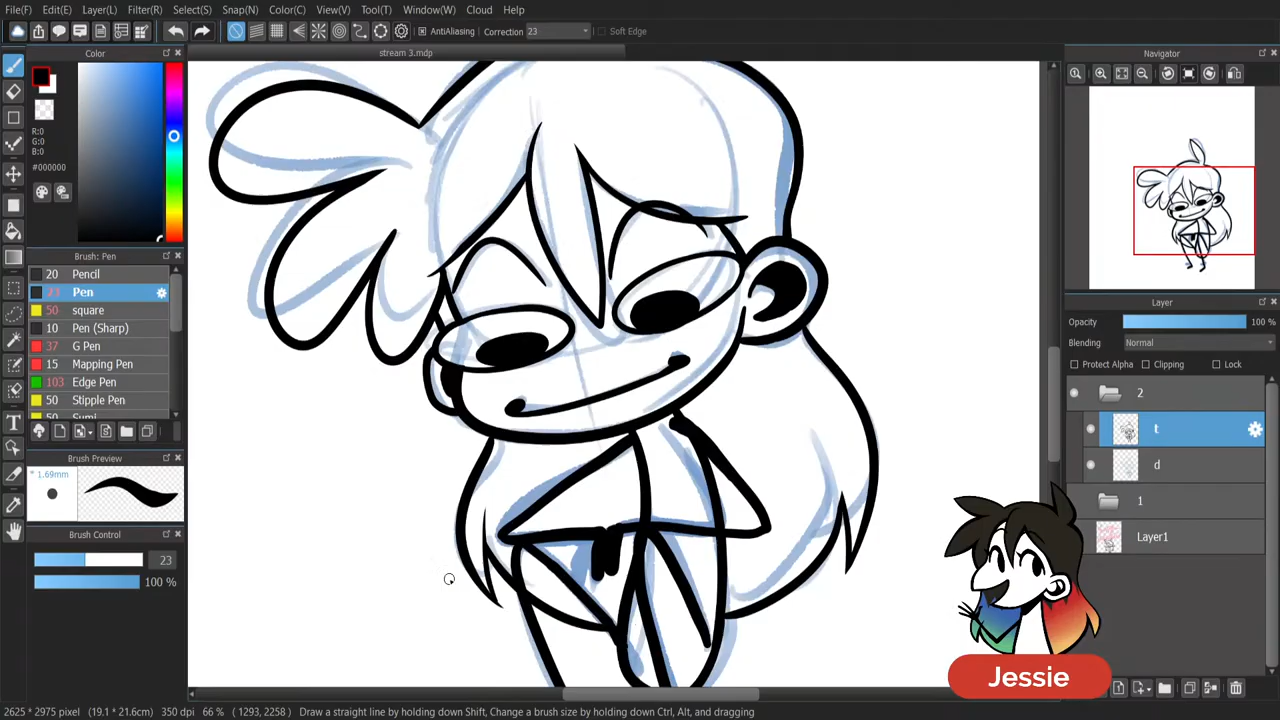 File(F) Edit(E) Layer(L) Filter(R) Select(S) Snap(N) Color(C) View(V) Tool(T) Window(W) Cloud Help
AntiAliasing Correction 23 Soft Edge
Color
stream 3.mdp
Navigator
R:0
G:0
B:0
#000000
Brush: Pen
20 Pencil
23 Pen
50 square
10 Pen (Sharp)
37 G Pen
15 Mapping Pen
103 Edge Pen
50 Stipple Pen
50 Sumi
Brush Preview
* 1.69mm
Brush Control
23
100 %
Layer
Opacity 100 %
Blending Normal
Protect Alpha Clipping Lock
2
t
d
1
Layer1
Jessie
2625 * 2975 pixel (19.1 * 21.6cm) 350 dpi 66 % ( 1293, 2258 ) Draw a straight line by holding down Shift, Change a brush size by holding down Ctrl, Alt, and dragging